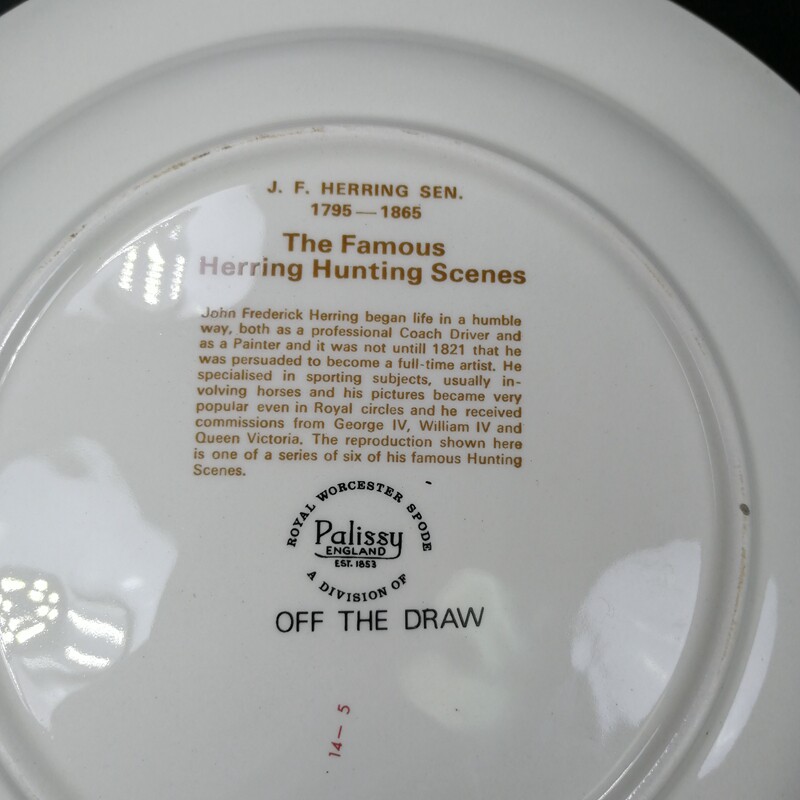 J. F. HERRING SEN.
1795 — 1865
The Famous
Herring Hunting Scenes
John Frederick Herring began life in a humble
way, both as a professional Coach Driver and
as a Painter and it was not untill 1821 that he
was persuaded to become a full-time artist. He
specialised in sporting subjects, usually in-
volving horses and his pictures became very
popular even in Royal circles and he received
commissions from George IV, William IV and
Queen Victoria. The reproduction shown here
is one of a series of six of his famous Hunting
Scenes.
ROYAL WORCESTER SPODE
Palissy
ENGLAND
EST. 1853
A DIVISION OF
OFF THE DRAW
14 — 5